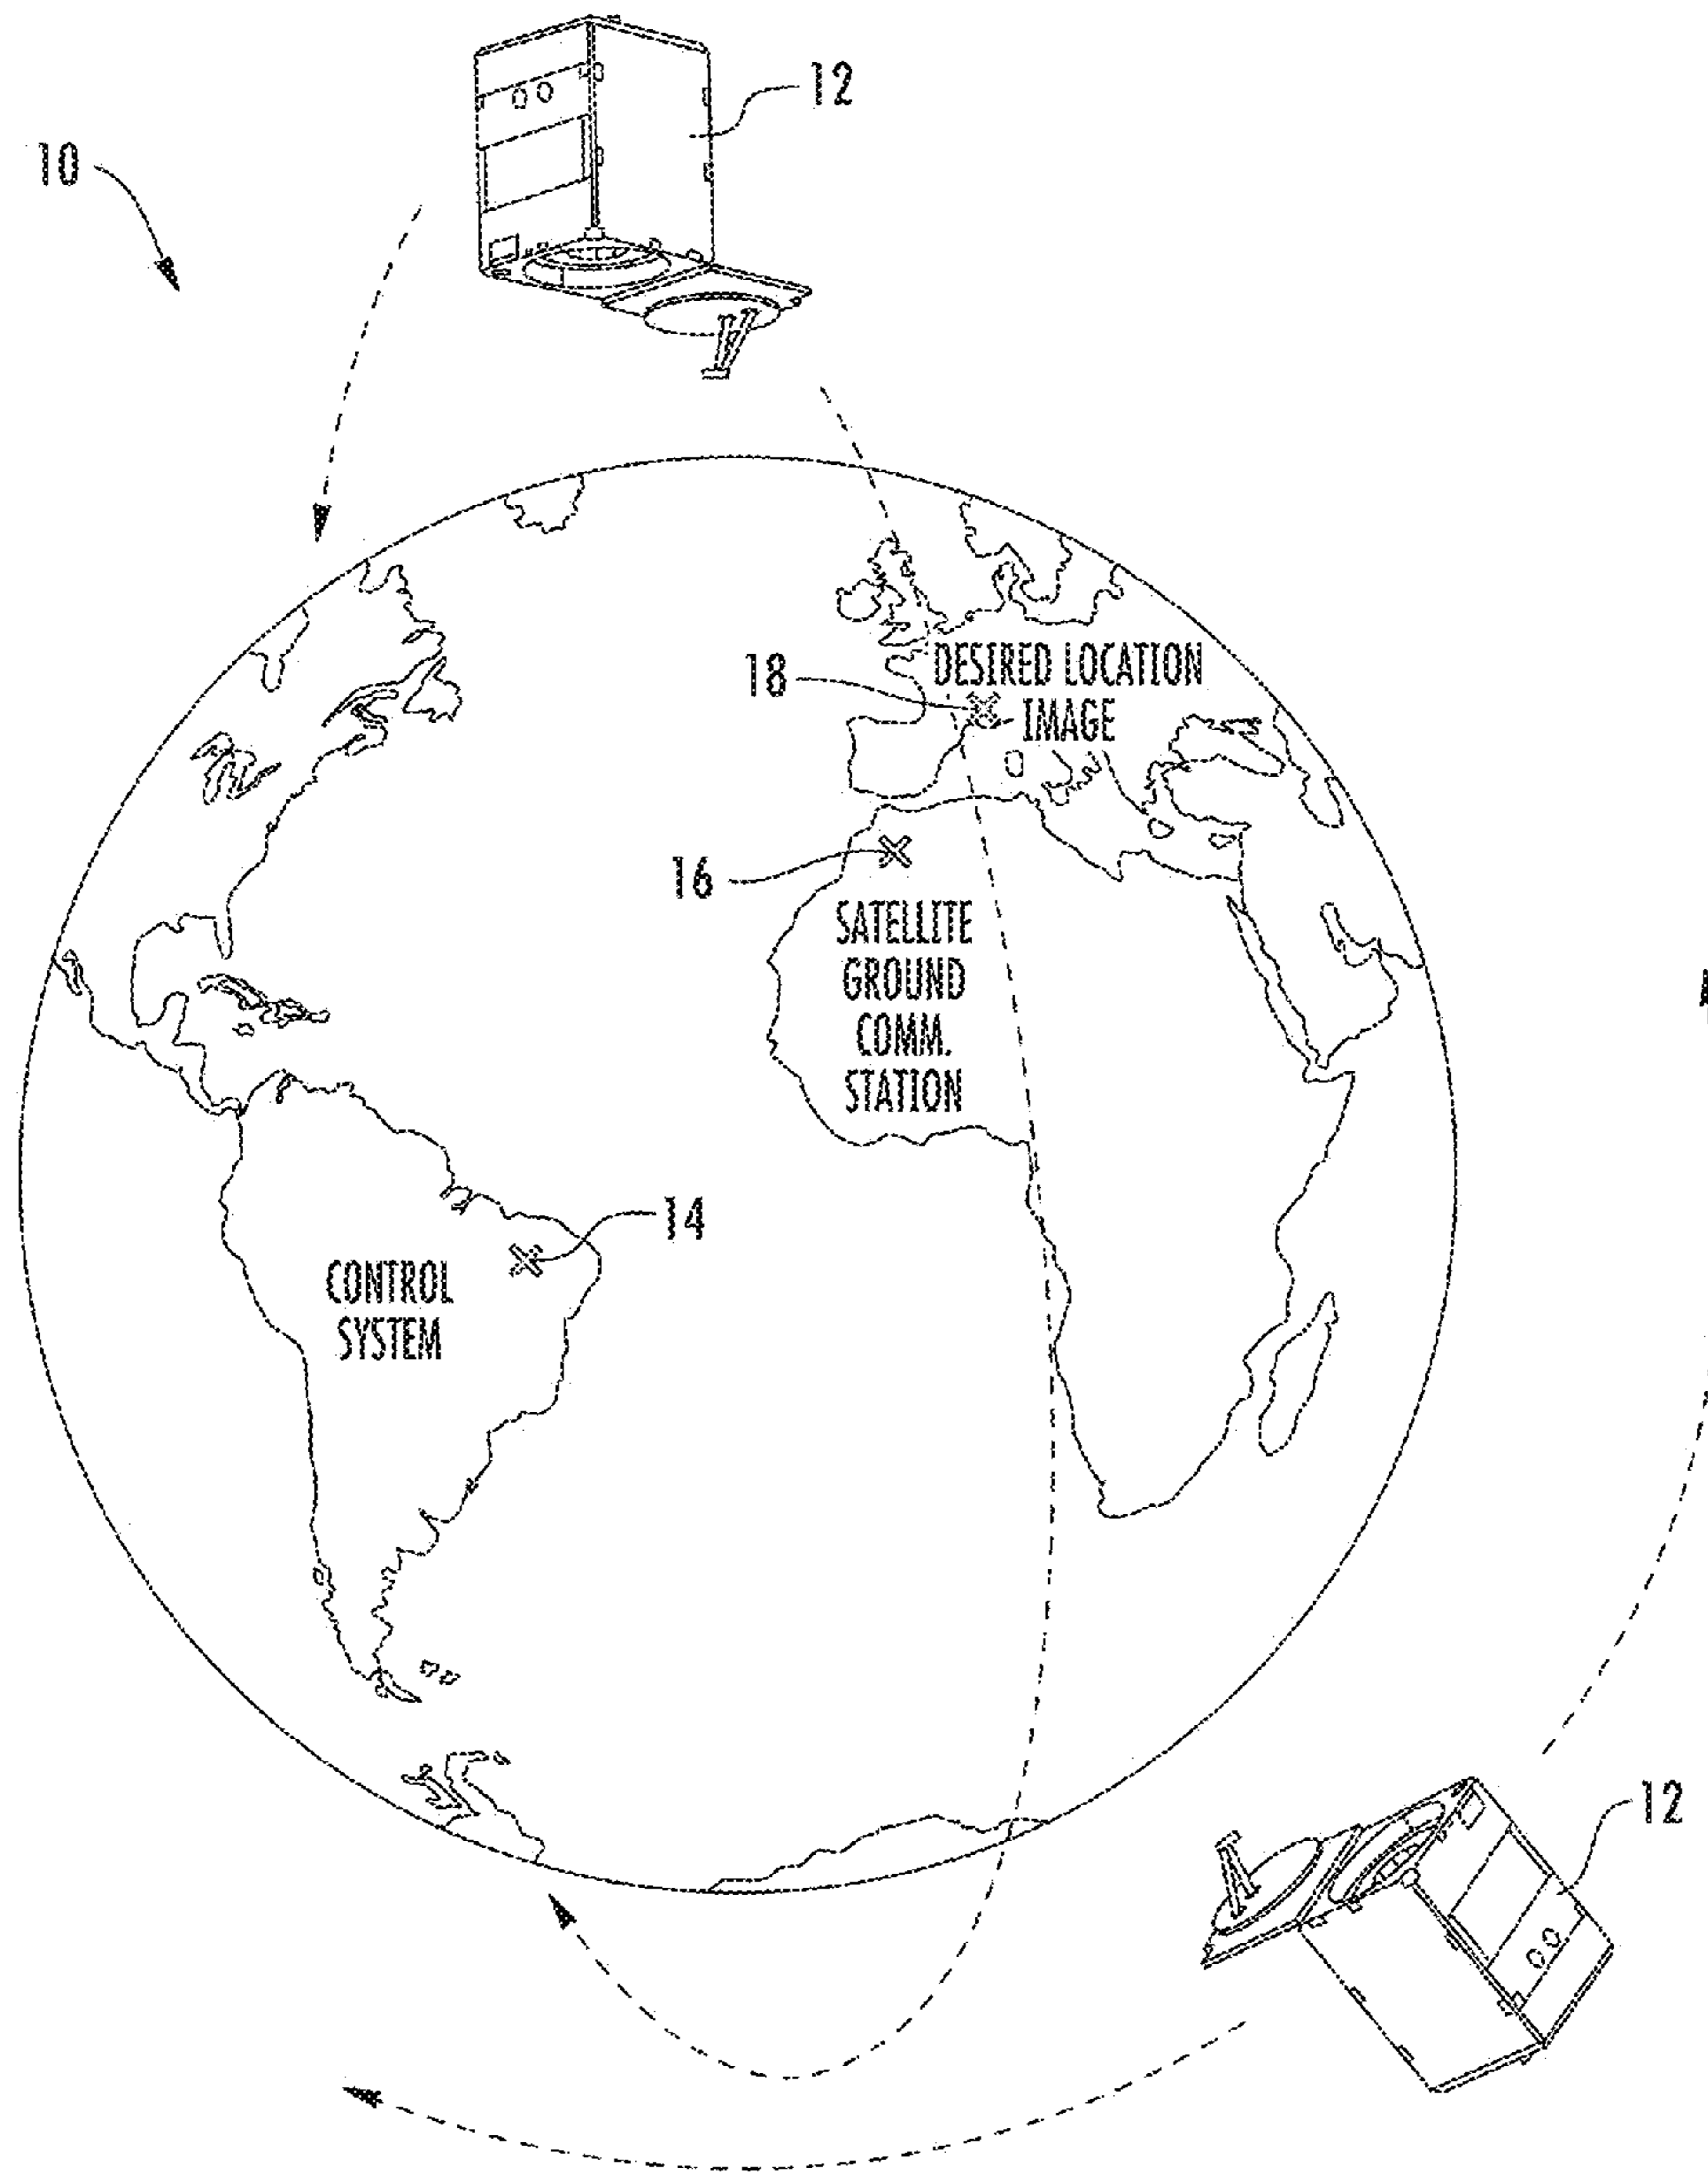 12
10
18
DESIRED LOCATION
IMAGE
16
SATELLITE
GROUND
COMM.
STATION
14
CONTROL
SYSTEM
12